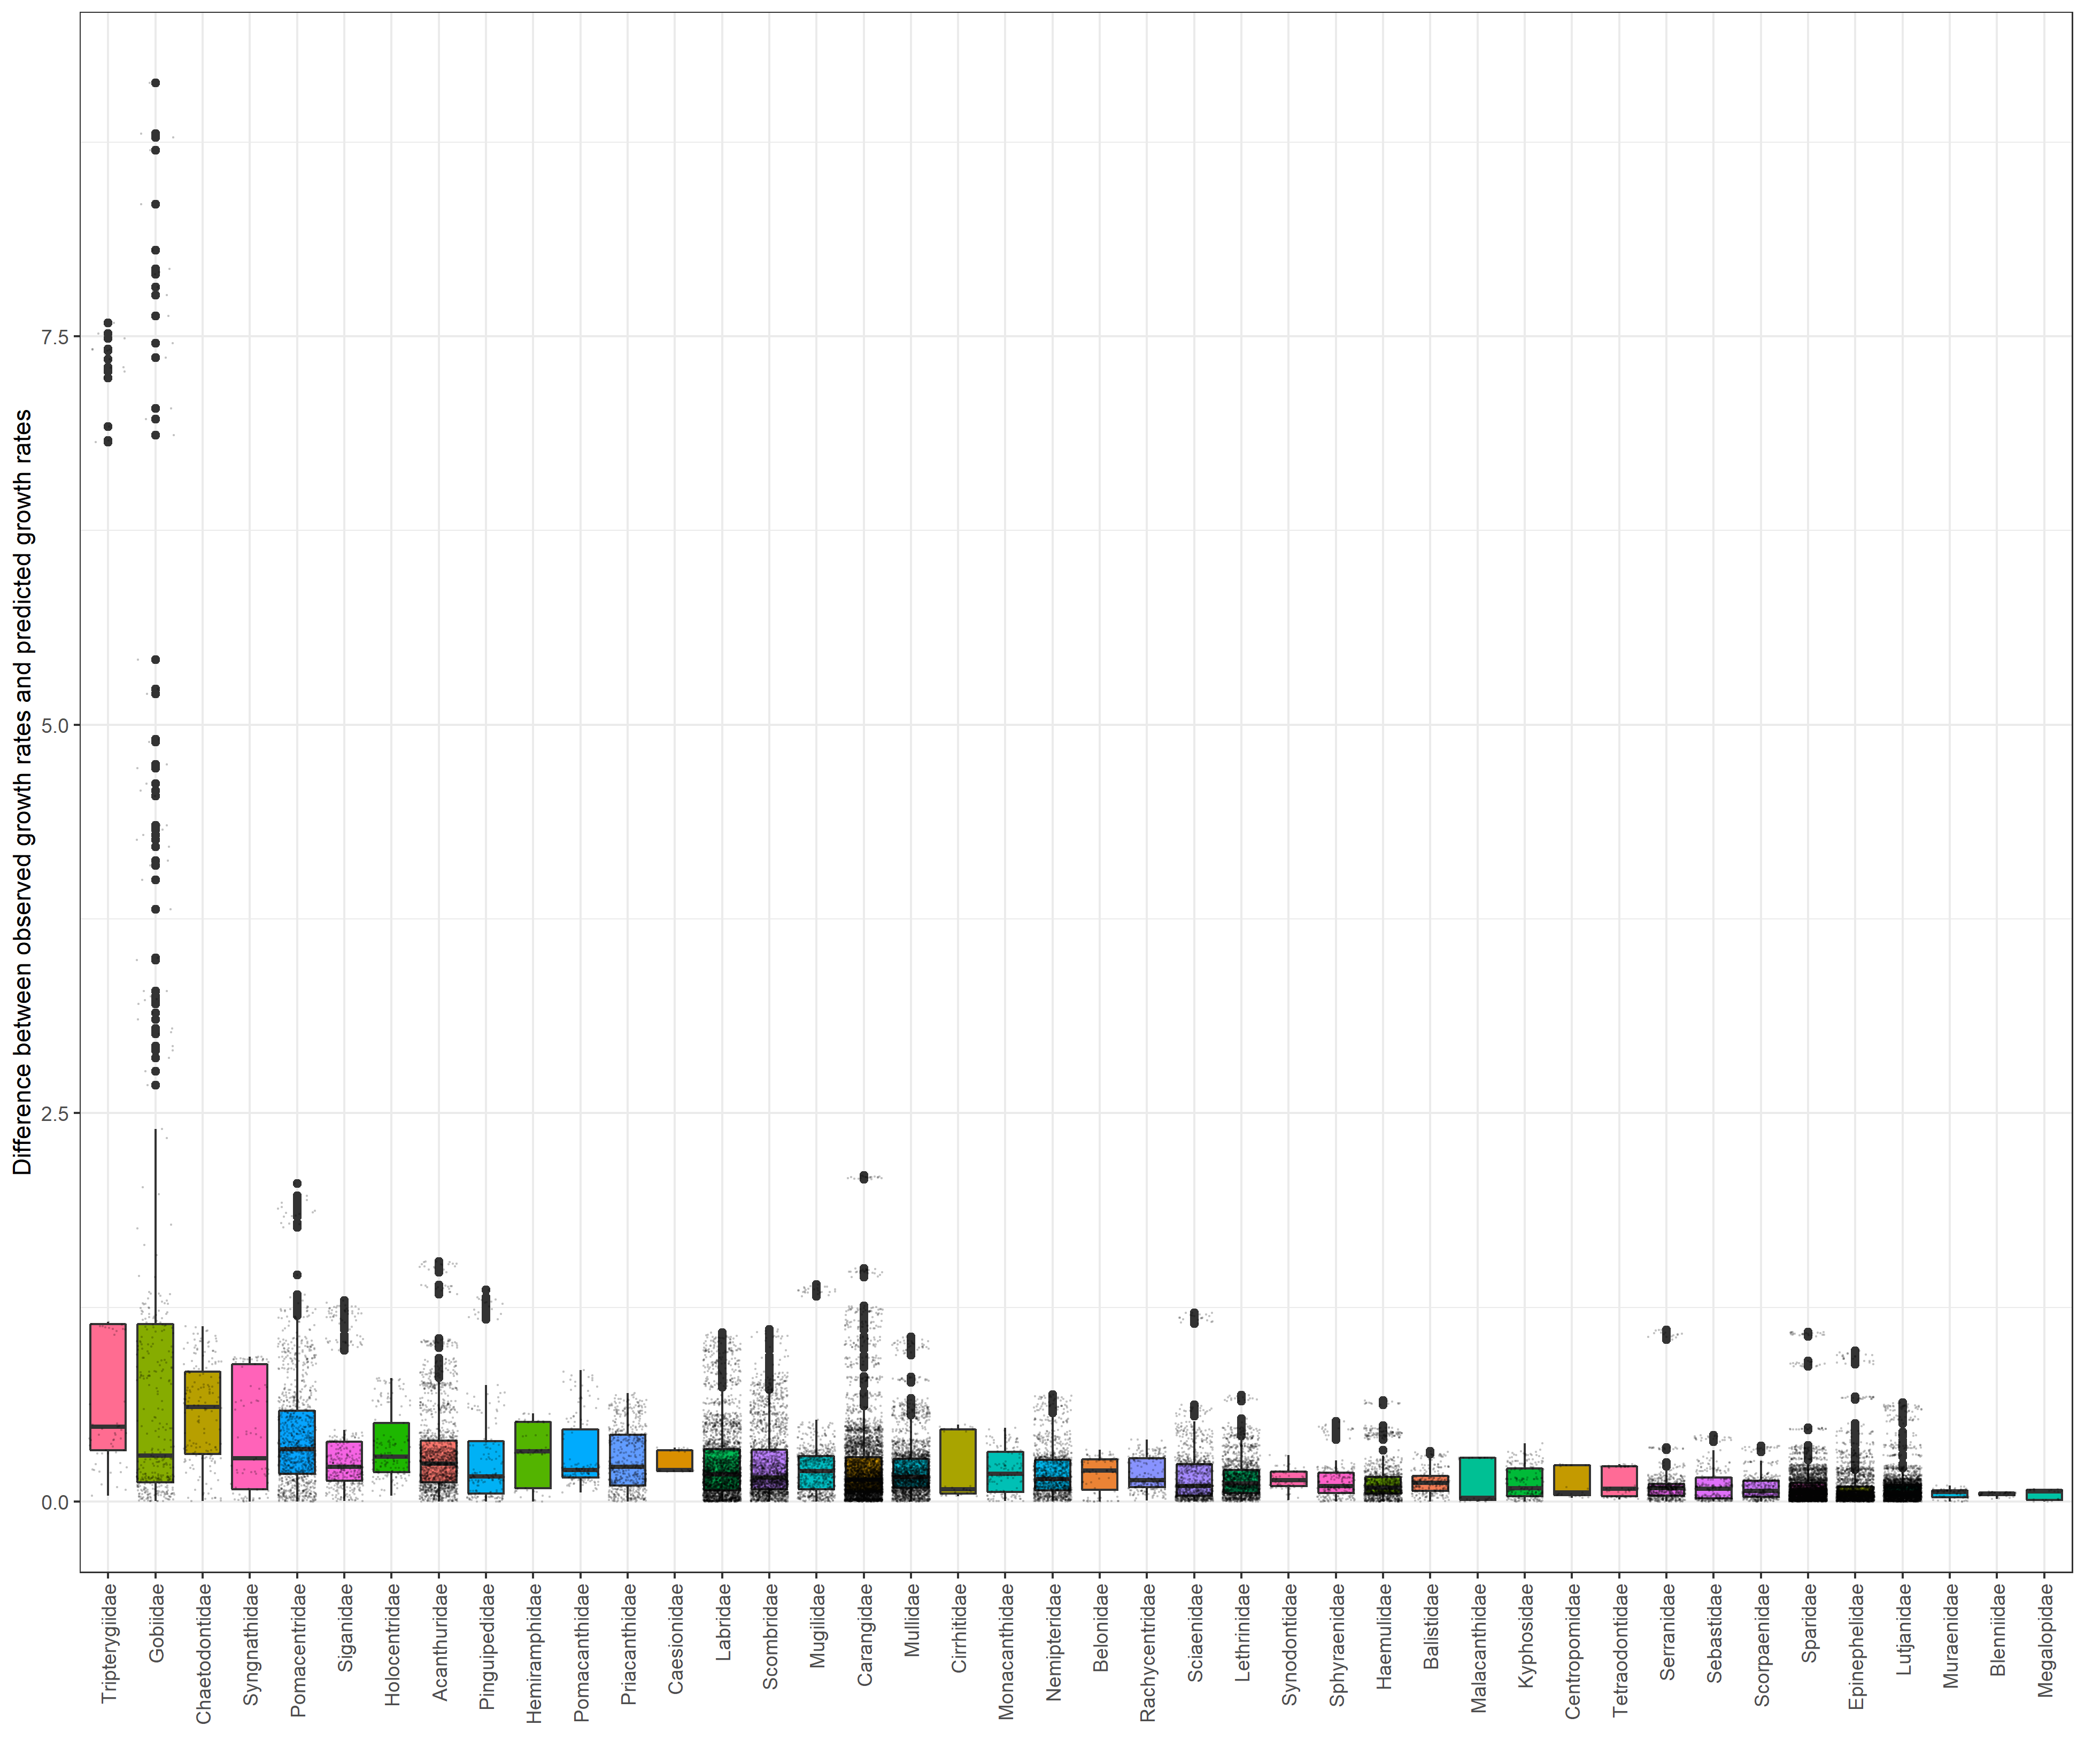 Difference between observed growth rates and predicted growth rates
7.5
5.0
2.5
0.0
Tripterygiidae
Gobiidae
Chaetodontidae
Syngnathidae
Pomacentridae
Siganidae
Holocentridae
Acanthuridae
Pinguipedidae
Hemiramphidae
Pomacanthidae
Priacanthidae
Caesionidae
Labridae
Scombridae
Mugilidae
Carangidae
Mullidae
Cirrhitidae
Monacanthidae
Nemipteridae
Belonidae
Rachycentridae
Sciaenidae
Lethrinidae
Synodontidae
Sphyraenidae
Haemulidae
Balistidae
Malacanthidae
Kyphosidae
Centropomidae
Tetraodontidae
Serranidae
Sebastidae
Scorpaenidae
Sparidae
Epinephelidae
Lutjanidae
Muraenidae
Blenniidae
Megalopidae